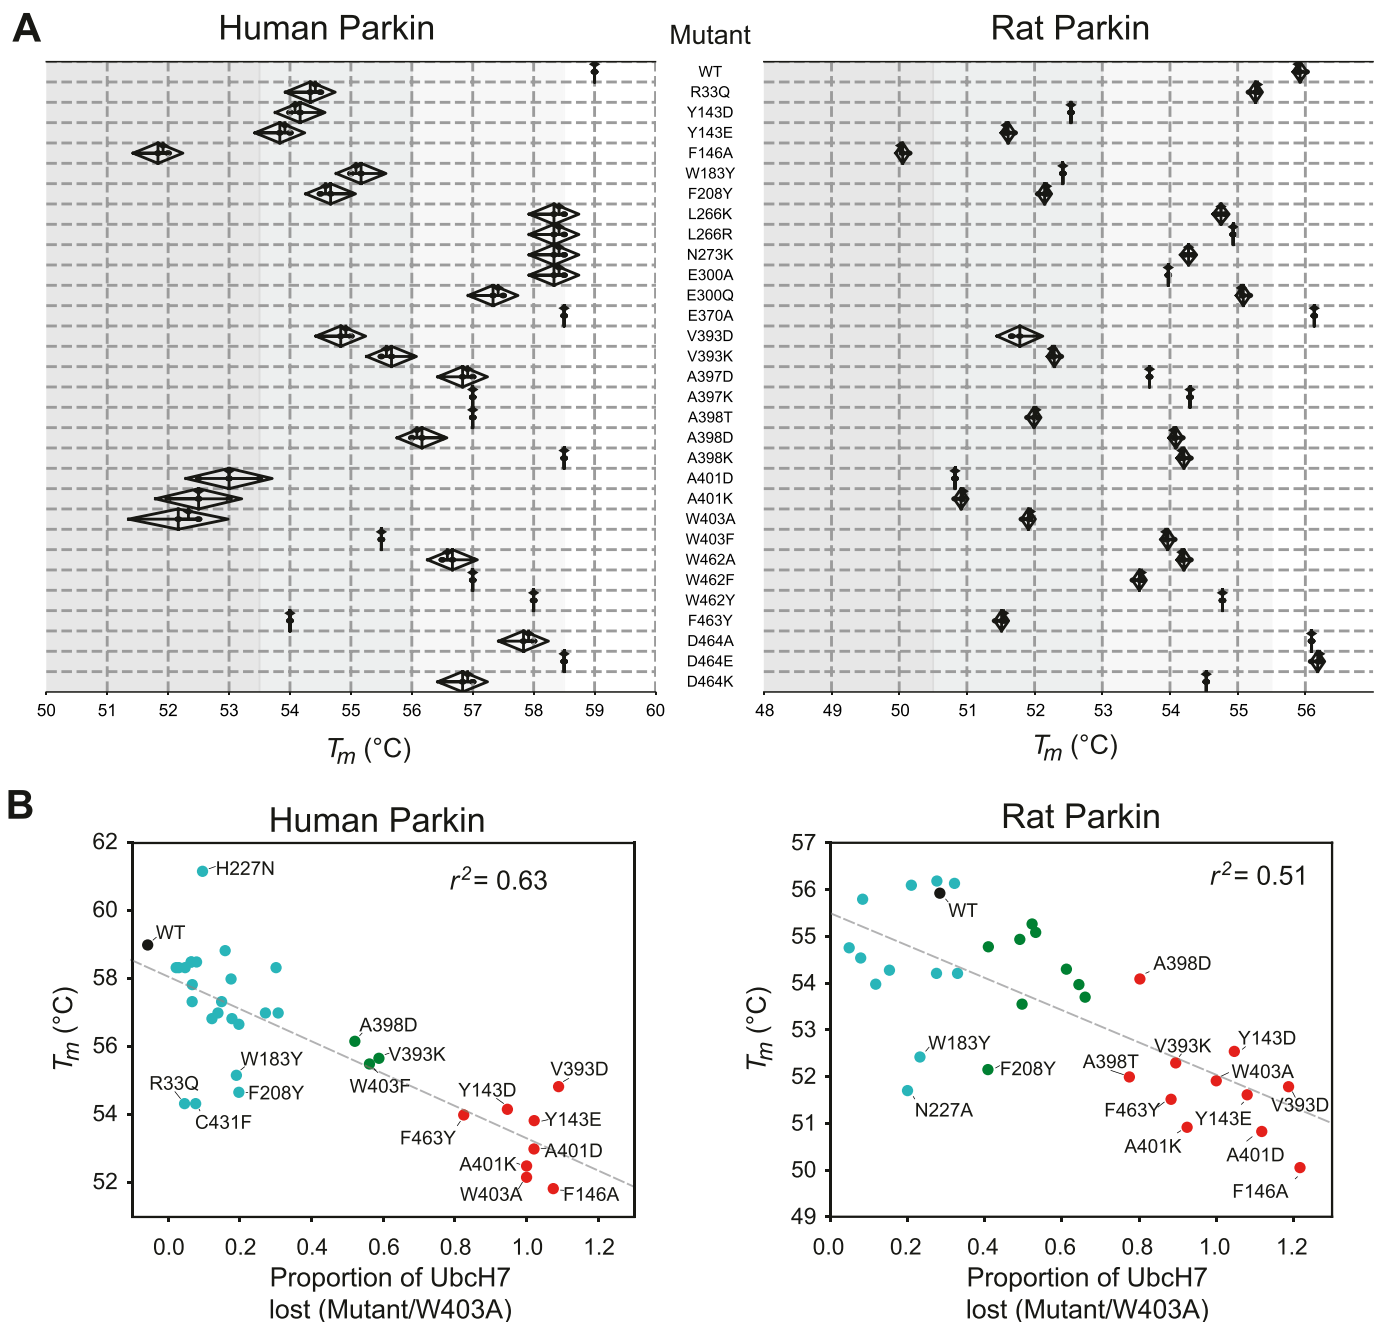 A
Human Parkin
Mutant
Rat Parkin
WT
R33Q
Y143D
Y143E
F146A
W183Y
F208Y
L266K
L266R
N273K
E300A
E300Q
E370A
V393D
V393K
A397D
A397K
A398T
A398D
A398K
A401D
A401K
W403A
W403F
W462A
W462F
W462Y
F463Y
D464A
D464E
D464K
50 51 52 53 54 55 56 57 58 59 60
Tm (°C)
48 49 50 51 52 53 54 55 56
Tm (°C)
B
Human Parkin
62
60
58
56
54
52
Tm (°C)
H227N
r2= 0.63
WT
A398D
V393K
W403F
W183Y
R33Q
F208Y
C431F
V393D
Y143D
Y143E
F463Y
A401D
A401K
W403A
F146A
0.0 0.2 0.4 0.6 0.8 1.0 1.2
Proportion of UbcH7
lost (Mutant/W403A)
Rat Parkin
57
56
55
54
53
52
51
50
49
Tm (°C)
r2= 0.51
WT
A398D
W183Y
F208Y
N227A
V393K
Y143D
A398T
W403A
F463Y
Y143E
V393D
A401K
A401D
F146A
0.0 0.2 0.4 0.6 0.8 1.0 1.2
Proportion of UbcH7
lost (Mutant/W403A)